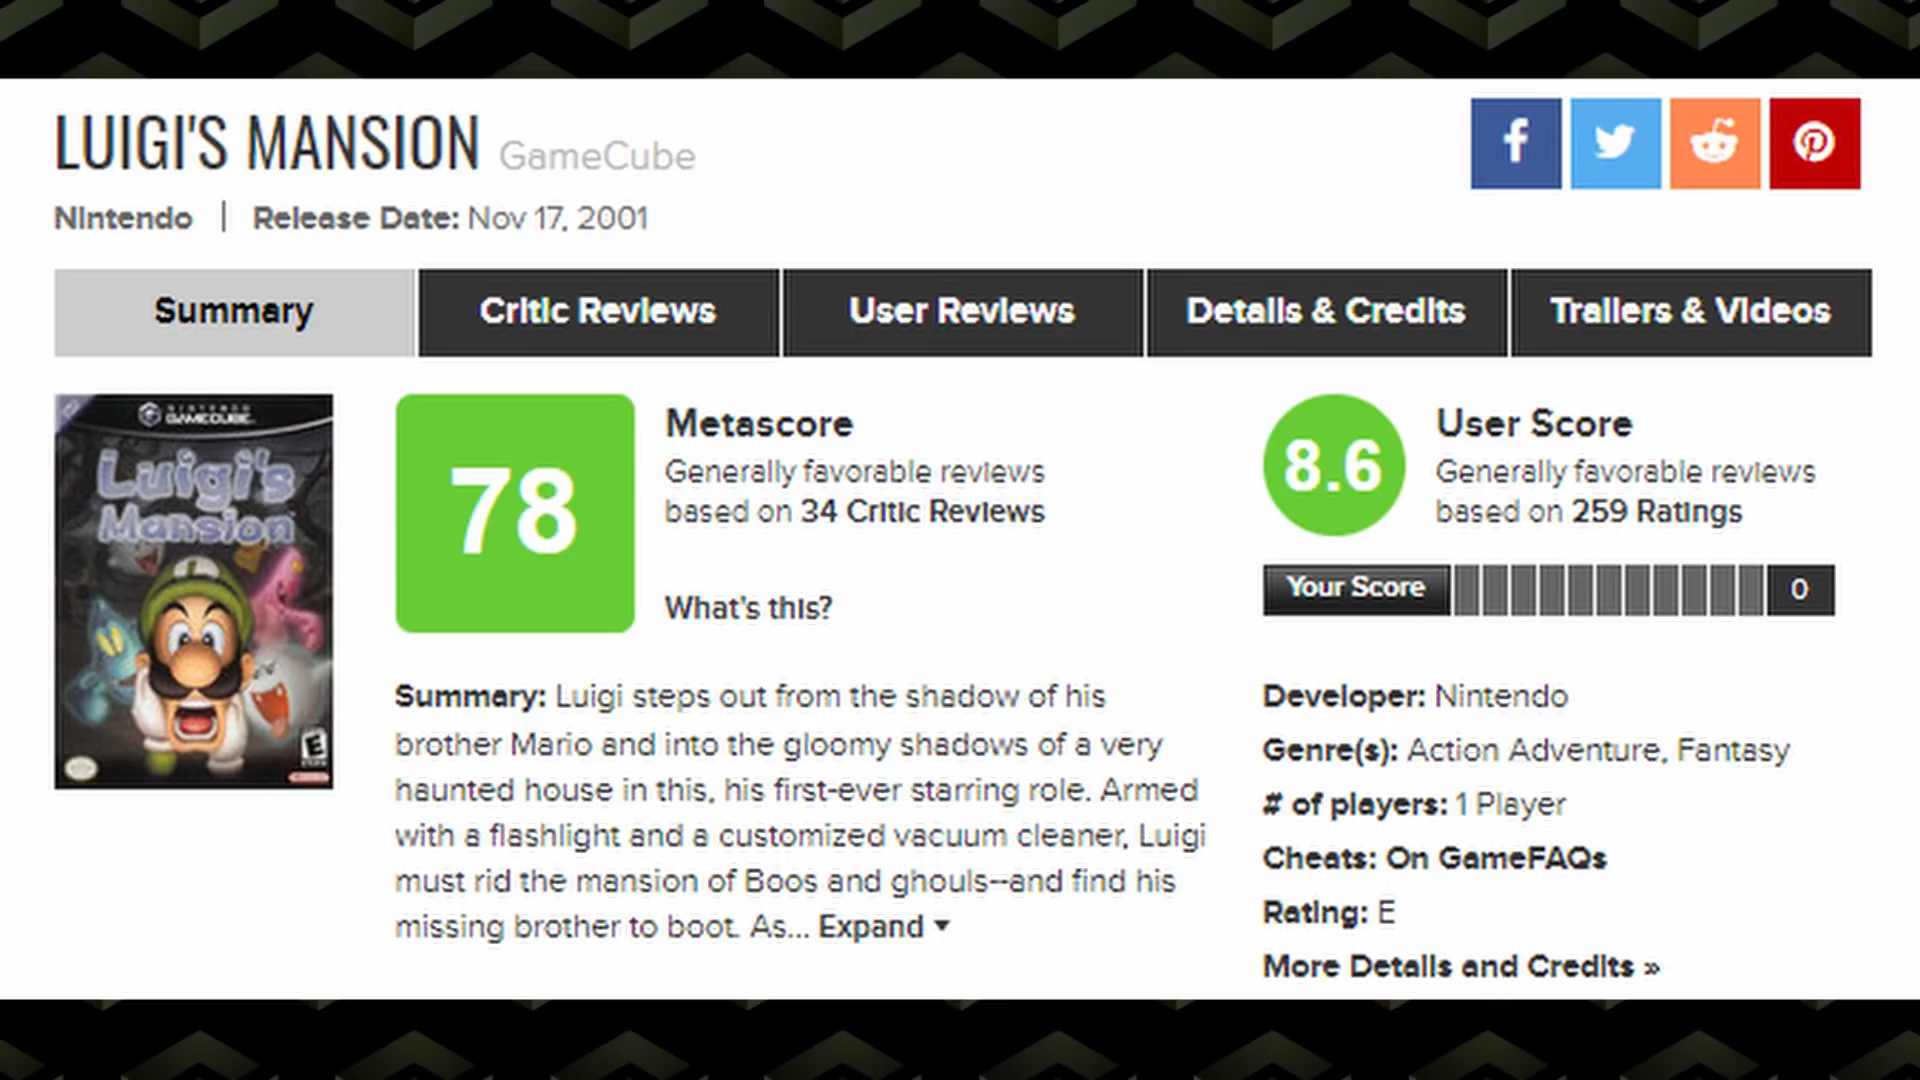 LUIGI'S MANSION GameCube
Nintendo | Release Date: Nov 17, 2001
Summary
Critic Reviews
User Reviews
Details & Credits
Trailers & Videos
NINTENDO
GAMECUBE
Luigi's
Mansion
L
E
78
Metascore
Generally favorable reviews
based on 34 Critic Reviews
What's this?
8.6
User Score
Generally favorable reviews
based on 259 Ratings
Your Score
0
Summary: Luigi steps out from the shadow of his
brother Mario and into the gloomy shadows of a very
haunted house in this, his first-ever starring role. Armed
with a flashlight and a customized vacuum cleaner, Luigi
must rid the mansion of Boos and ghouls--and find his
missing brother to boot. As... Expand
Developer: Nintendo
Genre(s): Action Adventure, Fantasy
# of players: 1 Player
Cheats: On GameFAQs
Rating: E
More Details and Credits »